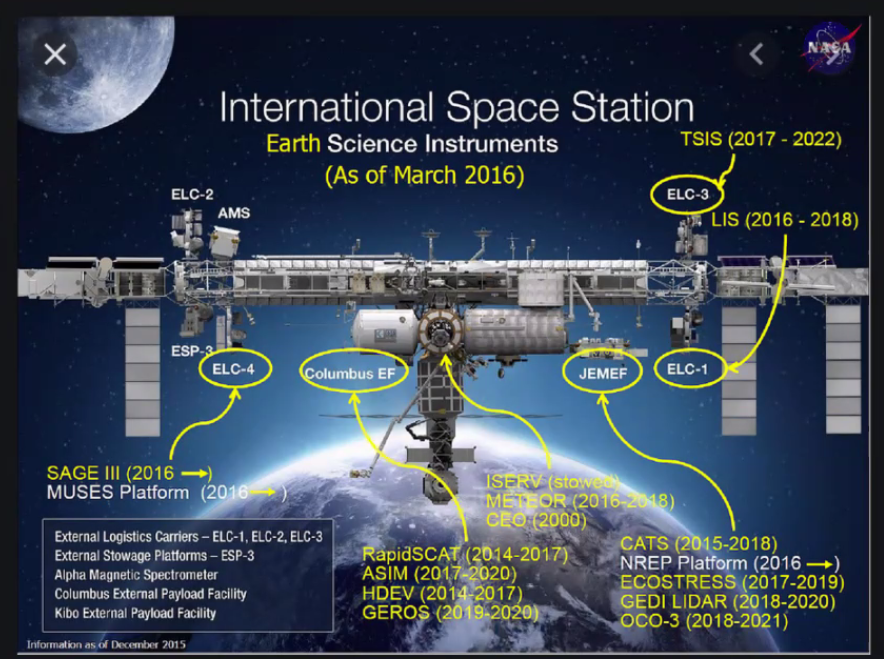 NASA
International Space Station
Earth Science Instruments
(As of March 2016)
TSIS (2017 - 2022)
ELC-2
AMS
ELC-3
LIS (2016 - 2018)
ESP-3
ELC-4
Columbus EF
JEMEF
ELC-1
SAGE III (2016 → )
MUSES Platform (2016 → )
ISERV (stowed)
METEOR (2016-2018)
CEO (2000)
External Logistics Carriers – ELC-1, ELC-2, ELC-3
External Stowage Platforms – ESP-3
Alpha Magnetic Spectrometer
Columbus External Payload Facility
Kibo External Payload Facility
RapidSCAT (2014-2017)
ASIM (2017-2020)
HDEV (2014-2017)
GEROS (2019-2020)
CATS (2015-2018)
NREP Platform (2016 → )
ECOSTRESS (2017-2019)
GEDI LIDAR (2018-2020)
OCO-3 (2018-2021)
Information as of December 2015